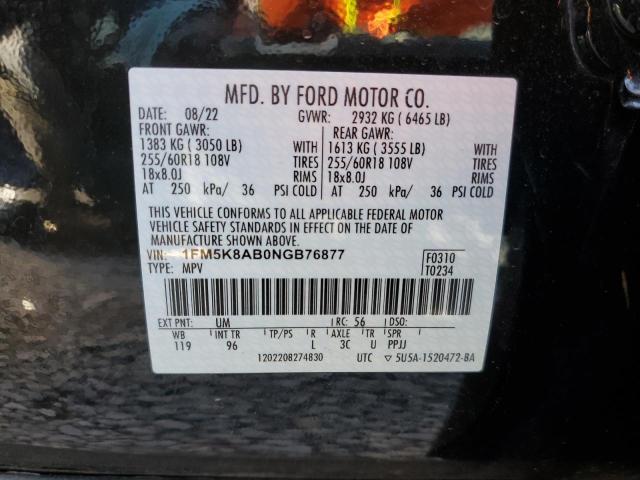 MFD. BY FORD MOTOR CO.
DATE: 08/22 GVWR: 2932 KG ( 6465 LB)
FRONT GAWR: REAR GAWR:
1383 KG ( 3050 LB) WITH 1613 KG ( 3555 LB) WITH
255/60R18 108V TIRES 255/60R18 108V TIRES
18x8.0J RIMS 18x8.0J RIMS
AT 250 kPa/ 36 PSI COLD AT 250 kPa/ 36 PSI COLD
THIS VEHICLE CONFORMS TO ALL APPLICABLE FEDERAL MOTOR
VEHICLE SAFETY STANDARDS IN EFFECT ON THE DATE OF
MANUFACTURE SHOWN ABOVE.
VIN: 1FM5K8AB0NGB76877 F0310
TYPE: MPV T0234
EXT PNT: UM RC: 56 DSO:
WB INT TR TP/PS R AXLE TR SPR
119 96 L 3C U PPJJ
1202208274830 UTC ▽ 5U5A-1520472-BA